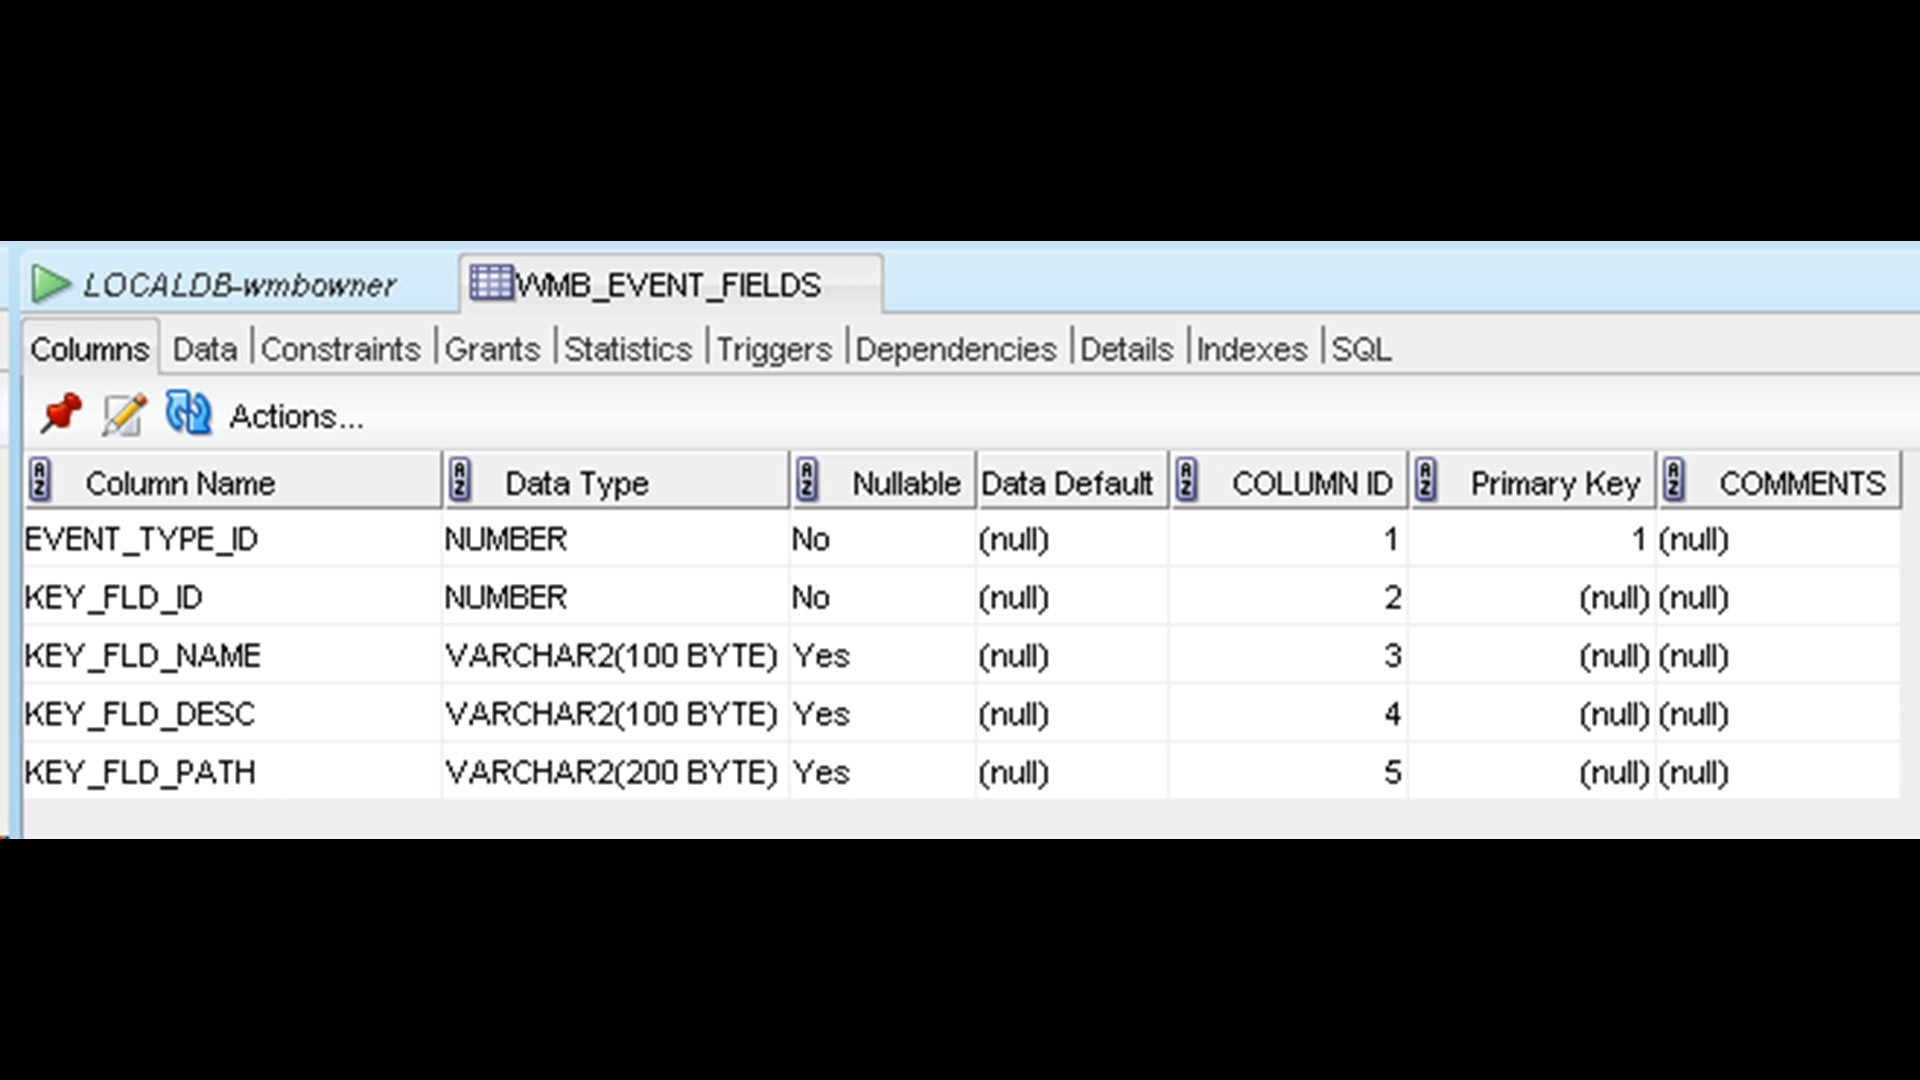 LOCALDB-wmbowner WMB_EVENT_FIELDS
Columns Data Constraints Grants Statistics Triggers Dependencies Details Indexes SQL
Actions...
Column Name Data Type Nullable Data Default COLUMN ID Primary Key COMMENTS
EVENT_TYPE_ID NUMBER No (null) 1 1 (null)
KEY_FLD_ID NUMBER No (null) 2 (null) (null)
KEY_FLD_NAME VARCHAR2(100 BYTE) Yes (null) 3 (null) (null)
KEY_FLD_DESC VARCHAR2(100 BYTE) Yes (null) 4 (null) (null)
KEY_FLD_PATH VARCHAR2(200 BYTE) Yes (null) 5 (null) (null)